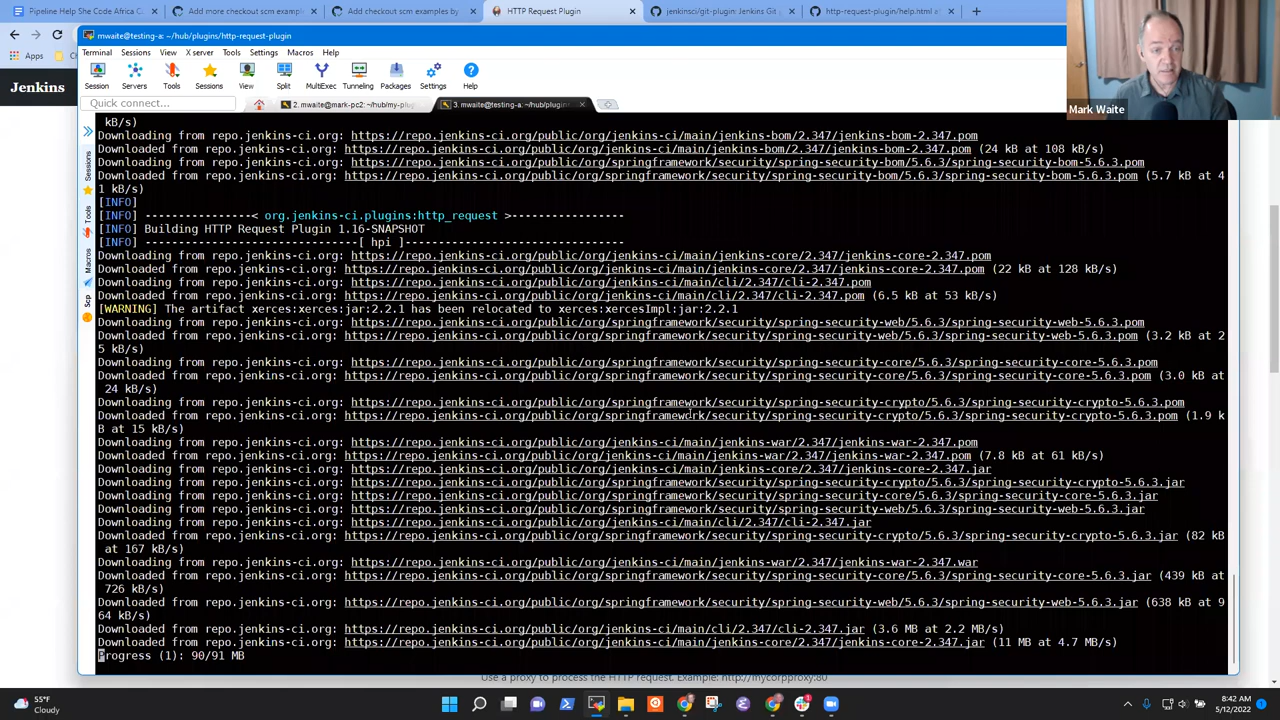 Pipeline Help She Code Africa C
Add more checkout scm exampl
Add checkout scm examples by
HTTP Request Plugin
jenkinsci/git-plugin: Jenkins Git
http-request-plugin/help.html at
Apps
mwaite@testing-a: ~/hub/plugins/http-request-plugin
Terminal Sessions View X server Tools Settings Macros Help
Session Servers Tools Sessions View Split MultiExec Tunneling Packages Settings Help
Jenkins
Quick connect...
2. mwaite@mark-pc2: ~/hub/my-plug
3. mwaite@testing-a: ~/hub/plugin
Mark Waite
Sessions
Tools
Macros
Scp
kB/s)
Downloading from repo.jenkins-ci.org: https://repo.jenkins-ci.org/public/org/jenkins-ci/main/jenkins-bom/2.347/jenkins-bom-2.347.pom
Downloaded from repo.jenkins-ci.org: https://repo.jenkins-ci.org/public/org/jenkins-ci/main/jenkins-bom/2.347/jenkins-bom-2.347.pom (24 kB at 108 kB/s)
Downloading from repo.jenkins-ci.org: https://repo.jenkins-ci.org/public/org/springframework/security/spring-security-bom/5.6.3/spring-security-bom-5.6.3.pom
Downloaded from repo.jenkins-ci.org: https://repo.jenkins-ci.org/public/org/springframework/security/spring-security-bom/5.6.3/spring-security-bom-5.6.3.pom (5.7 kB at 4
1 kB/s)
[INFO]
[INFO] ----------------< org.jenkins-ci.plugins:http_request >-----------------
[INFO] Building HTTP Request Plugin 1.16-SNAPSHOT
[INFO] --------------------------------[ hpi ]---------------------------------
Downloading from repo.jenkins-ci.org: https://repo.jenkins-ci.org/public/org/jenkins-ci/main/jenkins-core/2.347/jenkins-core-2.347.pom
Downloaded from repo.jenkins-ci.org: https://repo.jenkins-ci.org/public/org/jenkins-ci/main/jenkins-core/2.347/jenkins-core-2.347.pom (22 kB at 128 kB/s)
Downloading from repo.jenkins-ci.org: https://repo.jenkins-ci.org/public/org/jenkins-ci/main/cli/2.347/cli-2.347.pom
Downloaded from repo.jenkins-ci.org: https://repo.jenkins-ci.org/public/org/jenkins-ci/main/cli/2.347/cli-2.347.pom (6.5 kB at 53 kB/s)
[WARNING] The artifact xerces:xerces:jar:2.2.1 has been relocated to xerces:xercesImpl:jar:2.2.1
Downloading from repo.jenkins-ci.org: https://repo.jenkins-ci.org/public/org/springframework/security/spring-security-web/5.6.3/spring-security-web-5.6.3.pom
Downloaded from repo.jenkins-ci.org: https://repo.jenkins-ci.org/public/org/springframework/security/spring-security-web/5.6.3/spring-security-web-5.6.3.pom (3.2 kB at 2
5 kB/s)
Downloading from repo.jenkins-ci.org: https://repo.jenkins-ci.org/public/org/springframework/security/spring-security-core/5.6.3/spring-security-core-5.6.3.pom
Downloaded from repo.jenkins-ci.org: https://repo.jenkins-ci.org/public/org/springframework/security/spring-security-core/5.6.3/spring-security-core-5.6.3.pom (3.0 kB at
24 kB/s)
Downloading from repo.jenkins-ci.org: https://repo.jenkins-ci.org/public/org/springframework/security/spring-security-crypto/5.6.3/spring-security-crypto-5.6.3.pom
Downloaded from repo.jenkins-ci.org: https://repo.jenkins-ci.org/public/org/springframework/security/spring-security-crypto/5.6.3/spring-security-crypto-5.6.3.pom (1.9 k
B at 15 kB/s)
Downloading from repo.jenkins-ci.org: https://repo.jenkins-ci.org/public/org/jenkins-ci/main/jenkins-war/2.347/jenkins-war-2.347.pom
Downloaded from repo.jenkins-ci.org: https://repo.jenkins-ci.org/public/org/jenkins-ci/main/jenkins-war/2.347/jenkins-war-2.347.pom (7.8 kB at 61 kB/s)
Downloading from repo.jenkins-ci.org: https://repo.jenkins-ci.org/public/org/jenkins-ci/main/jenkins-core/2.347/jenkins-core-2.347.jar
Downloading from repo.jenkins-ci.org: https://repo.jenkins-ci.org/public/org/springframework/security/spring-security-crypto/5.6.3/spring-security-crypto-5.6.3.jar
Downloading from repo.jenkins-ci.org: https://repo.jenkins-ci.org/public/org/springframework/security/spring-security-core/5.6.3/spring-security-core-5.6.3.jar
Downloading from repo.jenkins-ci.org: https://repo.jenkins-ci.org/public/org/springframework/security/spring-security-web/5.6.3/spring-security-web-5.6.3.jar
Downloading from repo.jenkins-ci.org: https://repo.jenkins-ci.org/public/org/jenkins-ci/main/cli/2.347/cli-2.347.jar
Downloaded from repo.jenkins-ci.org: https://repo.jenkins-ci.org/public/org/springframework/security/spring-security-crypto/5.6.3/spring-security-crypto-5.6.3.jar (82 kB
at 167 kB/s)
Downloading from repo.jenkins-ci.org: https://repo.jenkins-ci.org/public/org/jenkins-ci/main/jenkins-war/2.347/jenkins-war-2.347.war
Downloaded from repo.jenkins-ci.org: https://repo.jenkins-ci.org/public/org/springframework/security/spring-security-core/5.6.3/spring-security-core-5.6.3.jar (439 kB at
726 kB/s)
Downloaded from repo.jenkins-ci.org: https://repo.jenkins-ci.org/public/org/springframework/security/spring-security-web/5.6.3/spring-security-web-5.6.3.jar (638 kB at 9
64 kB/s)
Downloaded from repo.jenkins-ci.org: https://repo.jenkins-ci.org/public/org/jenkins-ci/main/cli/2.347/cli-2.347.jar (3.6 MB at 2.2 MB/s)
Downloaded from repo.jenkins-ci.org: https://repo.jenkins-ci.org/public/org/jenkins-ci/main/jenkins-core/2.347/jenkins-core-2.347.jar (11 MB at 4.7 MB/s)
Progress (1): 90/91 MB
Use a proxy to process the HTTP request. Example: http://mycorpproxy:80
55°F
Cloudy
8:42 AM
5/12/2022